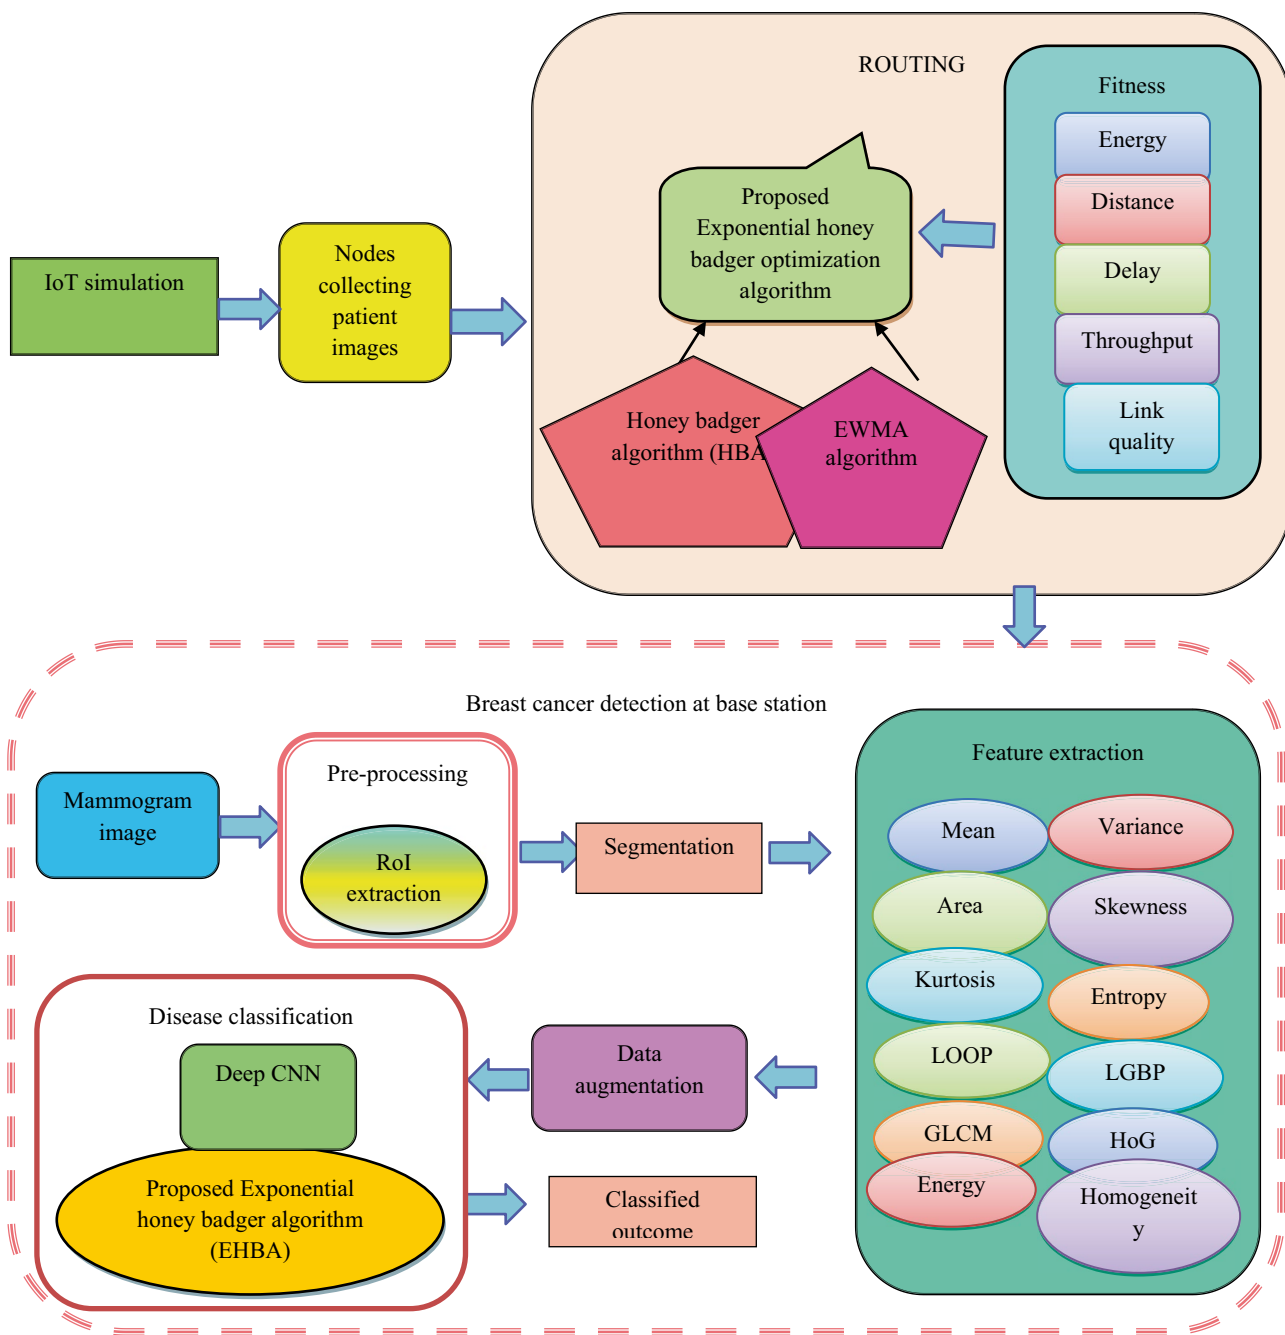 ROUTING
Fitness
Energy
Distance
Delay
Throughput
Link
quality
Proposed
Exponential honey
badger optimization
algorithm
IoT simulation
Nodes
collecting
patient
images
Honey badger
algorithm (HBA
EWMA
algorithm
Breast cancer detection at base station
Mammogram
image
Pre-processing
RoI
extraction
Segmentation
Feature extraction
Mean
Variance
Area
Skewness
Kurtosis
Entropy
LOOP
LGBP
GLCM
HoG
Energy
Homogeneit
y
Data
augmentation
Disease classification
Deep CNN
Proposed Exponential
honey badger algorithm
(EHBA)
Classified
outcome